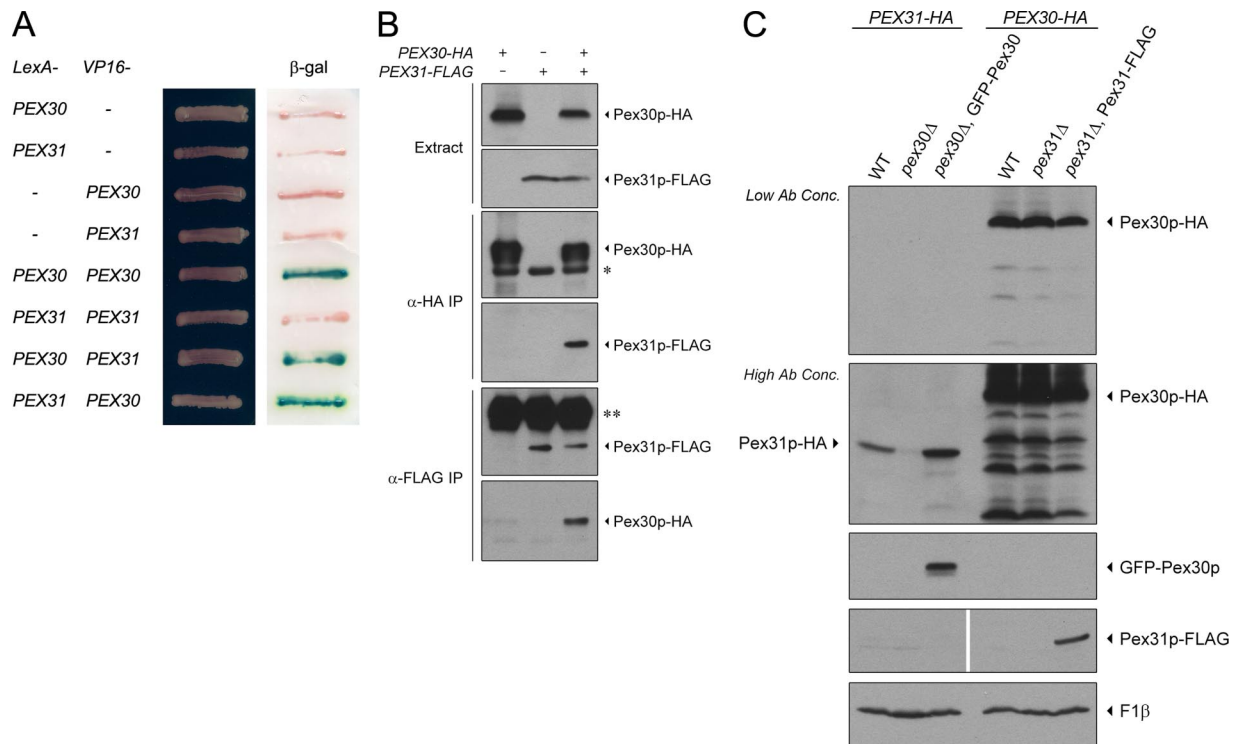 A
LexA- VP16- β-gal
PEX30 -
PEX31 -
- PEX30
- PEX31
PEX30 PEX30
PEX31 PEX31
PEX30 PEX31
PEX31 PEX30
B
PEX30-HA + - +
PEX31-FLAG - + +
Extract
Pex30p-HA
Pex31p-FLAG
α-HA IP
Pex30p-HA
*
Pex31p-FLAG
α-FLAG IP
**
Pex31p-FLAG
Pex30p-HA
C
PEX31-HA PEX30-HA
WT
pex30Δ
pex30Δ, GFP-Pex30
WT
pex31Δ
pex31Δ, Pex31-FLAG
Low Ab Conc.
Pex30p-HA
High Ab Conc.
Pex30p-HA
Pex31p-HA
GFP-Pex30p
Pex31p-FLAG
F1β